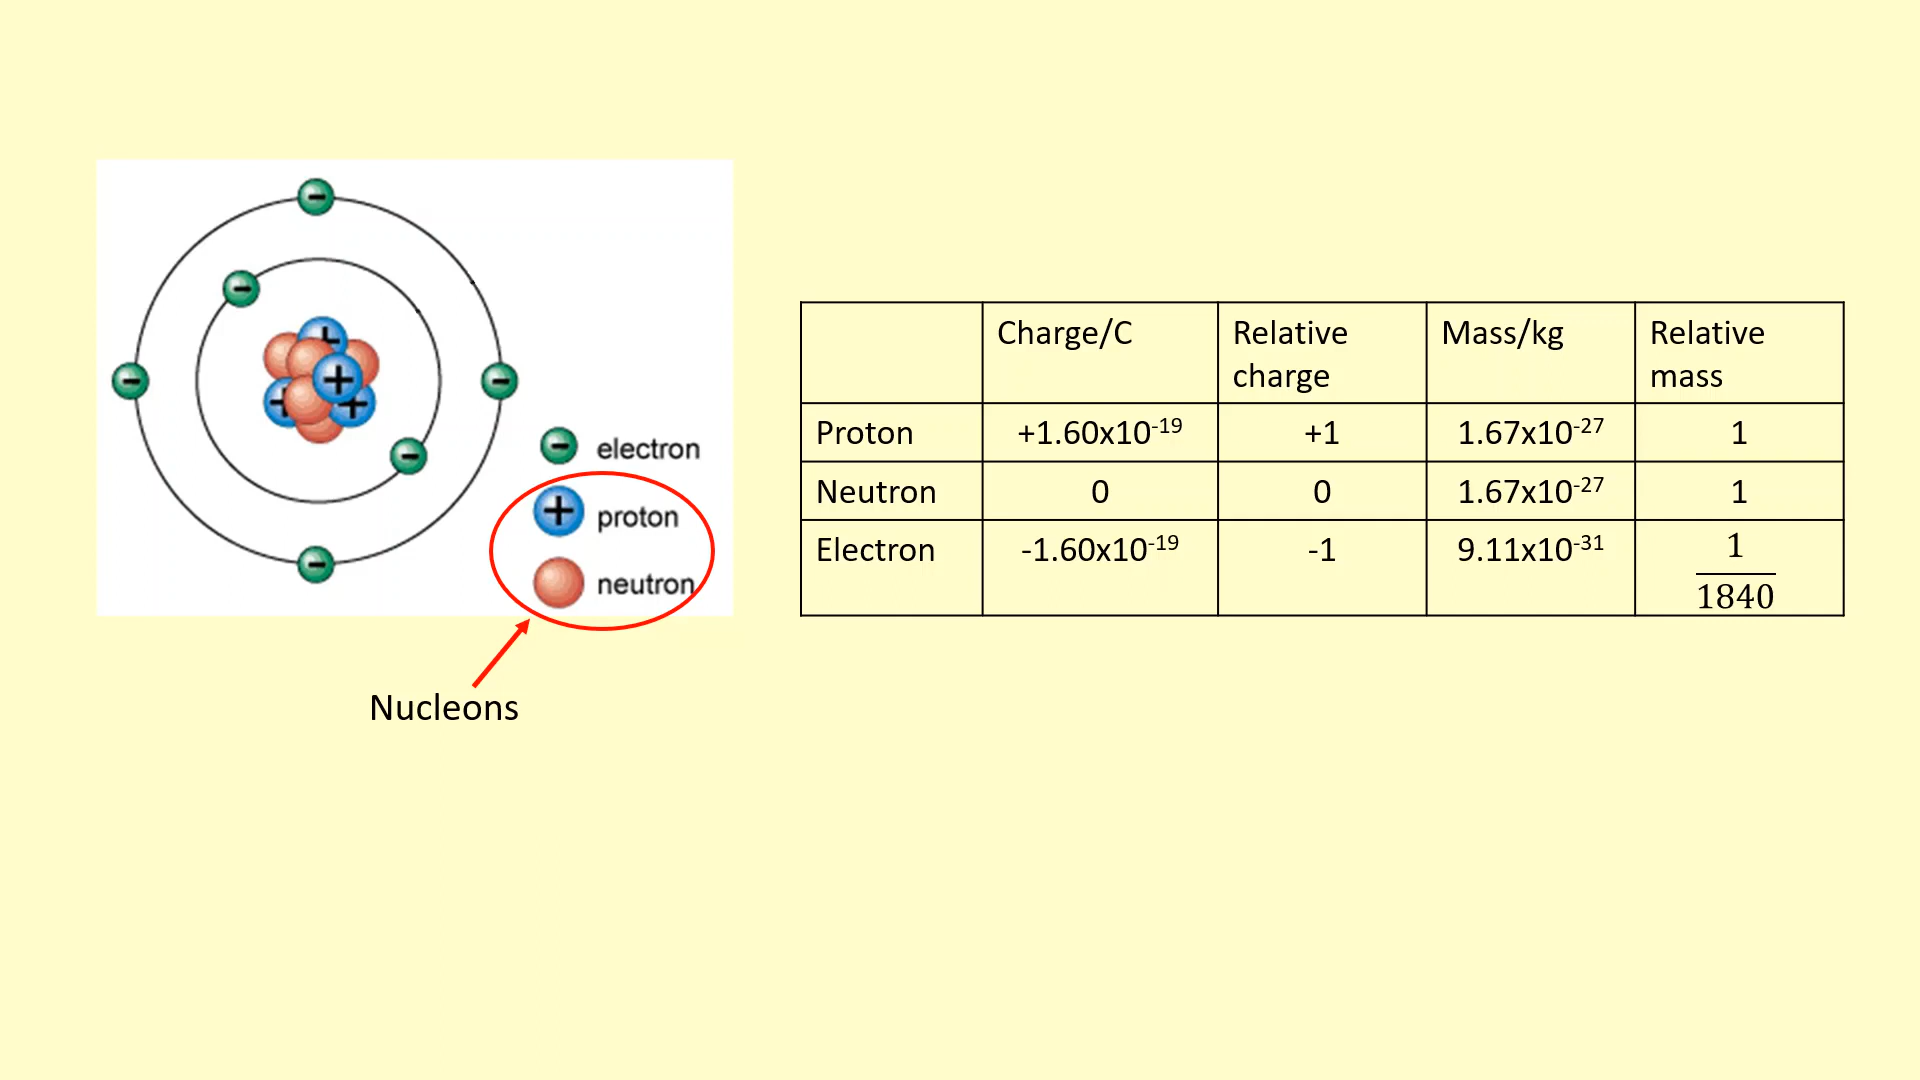 electron
proton
neutron
Nucleons
Charge/C Relative charge Mass/kg Relative mass
Proton +1.60x10⁻¹⁹ +1 1.67x10⁻²⁷ 1
Neutron 0 0 1.67x10⁻²⁷ 1
Electron -1.60x10⁻¹⁹ -1 9.11x10⁻³¹ 1/1840